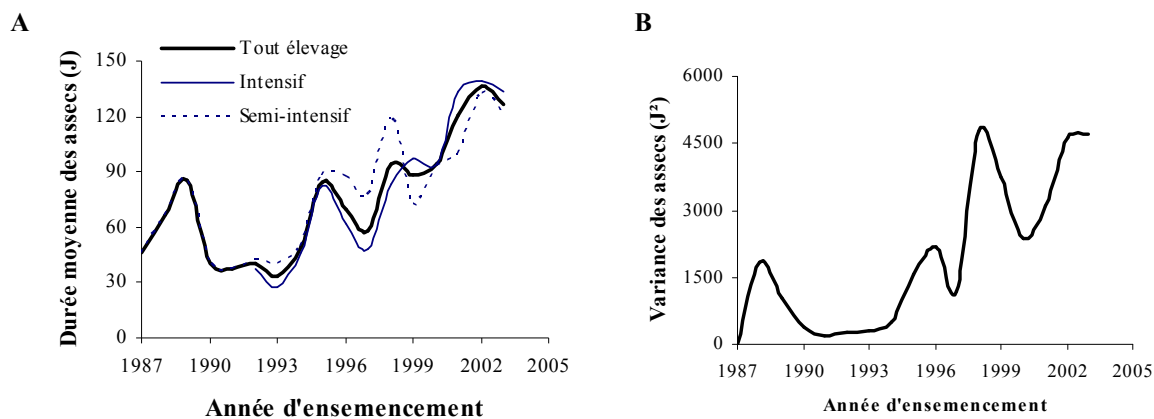 A
Tout élevage
Intensif
Semi-intensif
Durée moyenne des assecs (J)
150
120
90
60
30
0
1987 1990 1993 1996 1999 2002 2005
Année d'ensemencement
B
Variance des assecs (J²)
6000
4500
3000
1500
0
1987 1990 1993 1996 1999 2002 2005
Année d'ensemencement